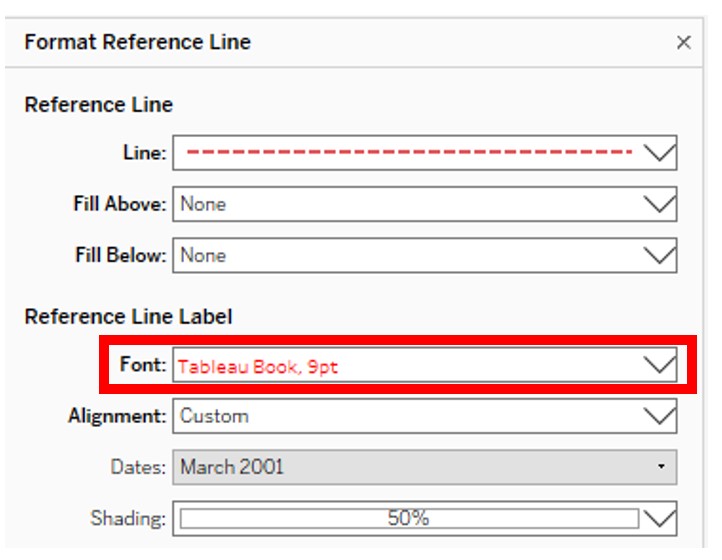 Format Reference Line
Reference Line
Line:
Fill Above: None
Fill Below: None
Reference Line Label
Font: Tableau Book, 9pt
Alignment: Custom
Dates: March 2001
Shading: 50%